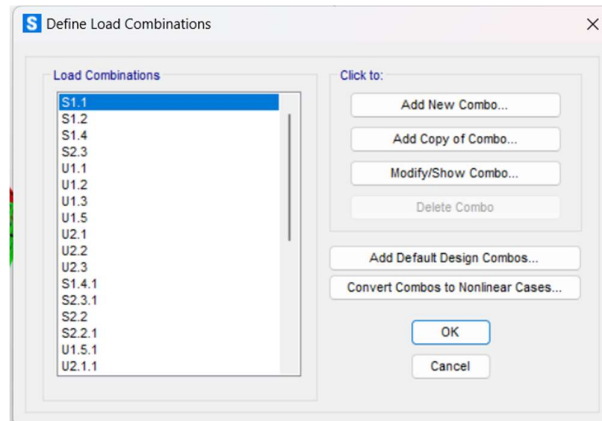 S Define Load Combinations
Load Combinations
S1.1
S1.2
S1.4
S2.3
U1.1
U1.2
U1.3
U1.5
U2.1
U2.2
U2.3
S1.4.1
S2.3.1
S2.2
S2.2.1
U1.5.1
U2.1.1
Click to:
Add New Combo...
Add Copy of Combo...
Modify/Show Combo...
Delete Combo
Add Default Design Combos...
Convert Combos to Nonlinear Cases...
OK
Cancel